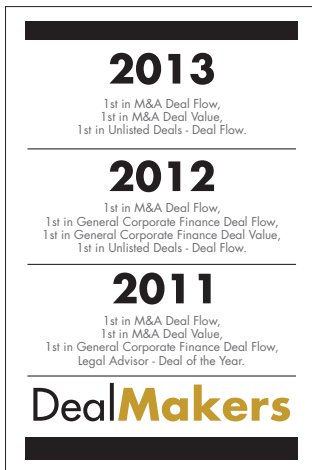 2013
1st in M&A Deal Flow,
1st in M&A Deal Value,
1st in Unlisted Deals - Deal Flow.
2012
1st in M&A Deal Flow,
1st in General Corporate Finance Deal Flow,
1st in General Corporate Finance Deal Value,
1st in Unlisted Deals - Deal Flow.
2011
1st in M&A Deal Flow,
1st in M&A Deal Value,
1st in General Corporate Finance Deal Flow,
Legal Advisor - Deal of the Year.
DealMakers